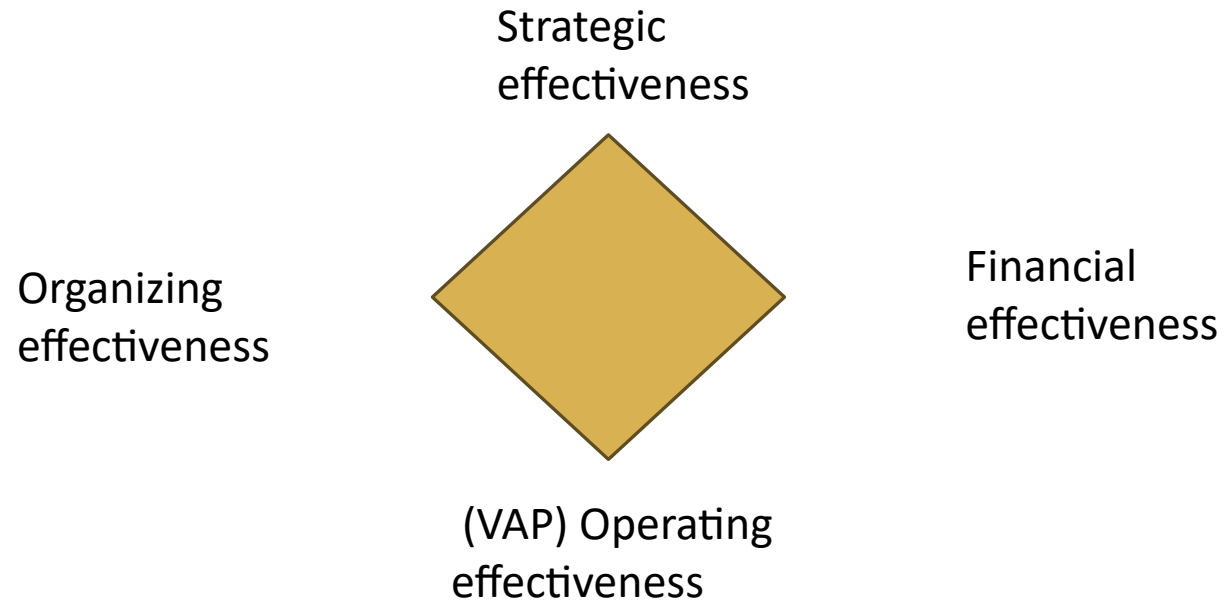 Strategic
effectiveness
Organizing
effectiveness
Financial
effectiveness
(VAP) Operating
effectiveness